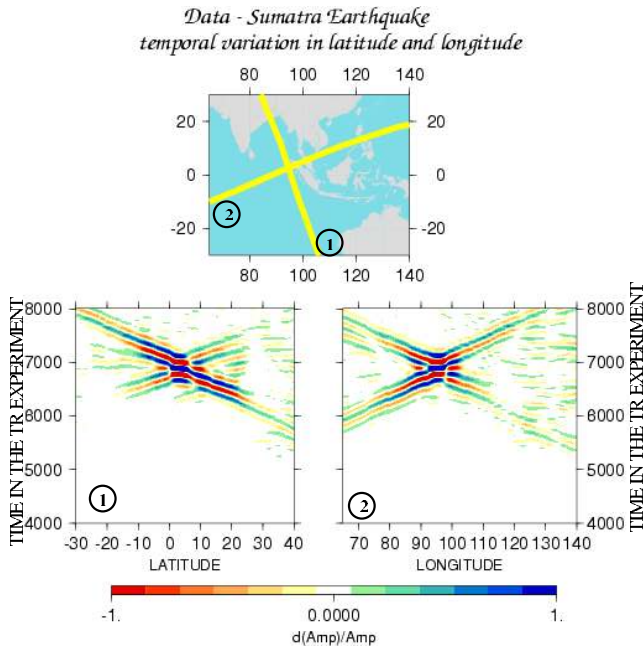 Data - Sumatra Earthquake
temporal variation in latitude and longitude
80 100 120 140
20 20
0 0
-20 -20
2
1
80 100 120 140
8000 8000
7000 7000
6000 6000
5000 5000
4000 4000
TIME IN THE TR EXPERIMENT
TIME IN THE TR EXPERIMENT
1
2
-30 -20 -10 0 10 20 30 40
70 80 90 100 110 120 130 140
LATITUDE
LONGITUDE
-1. 0.0000 1.
d(Amp)/Amp